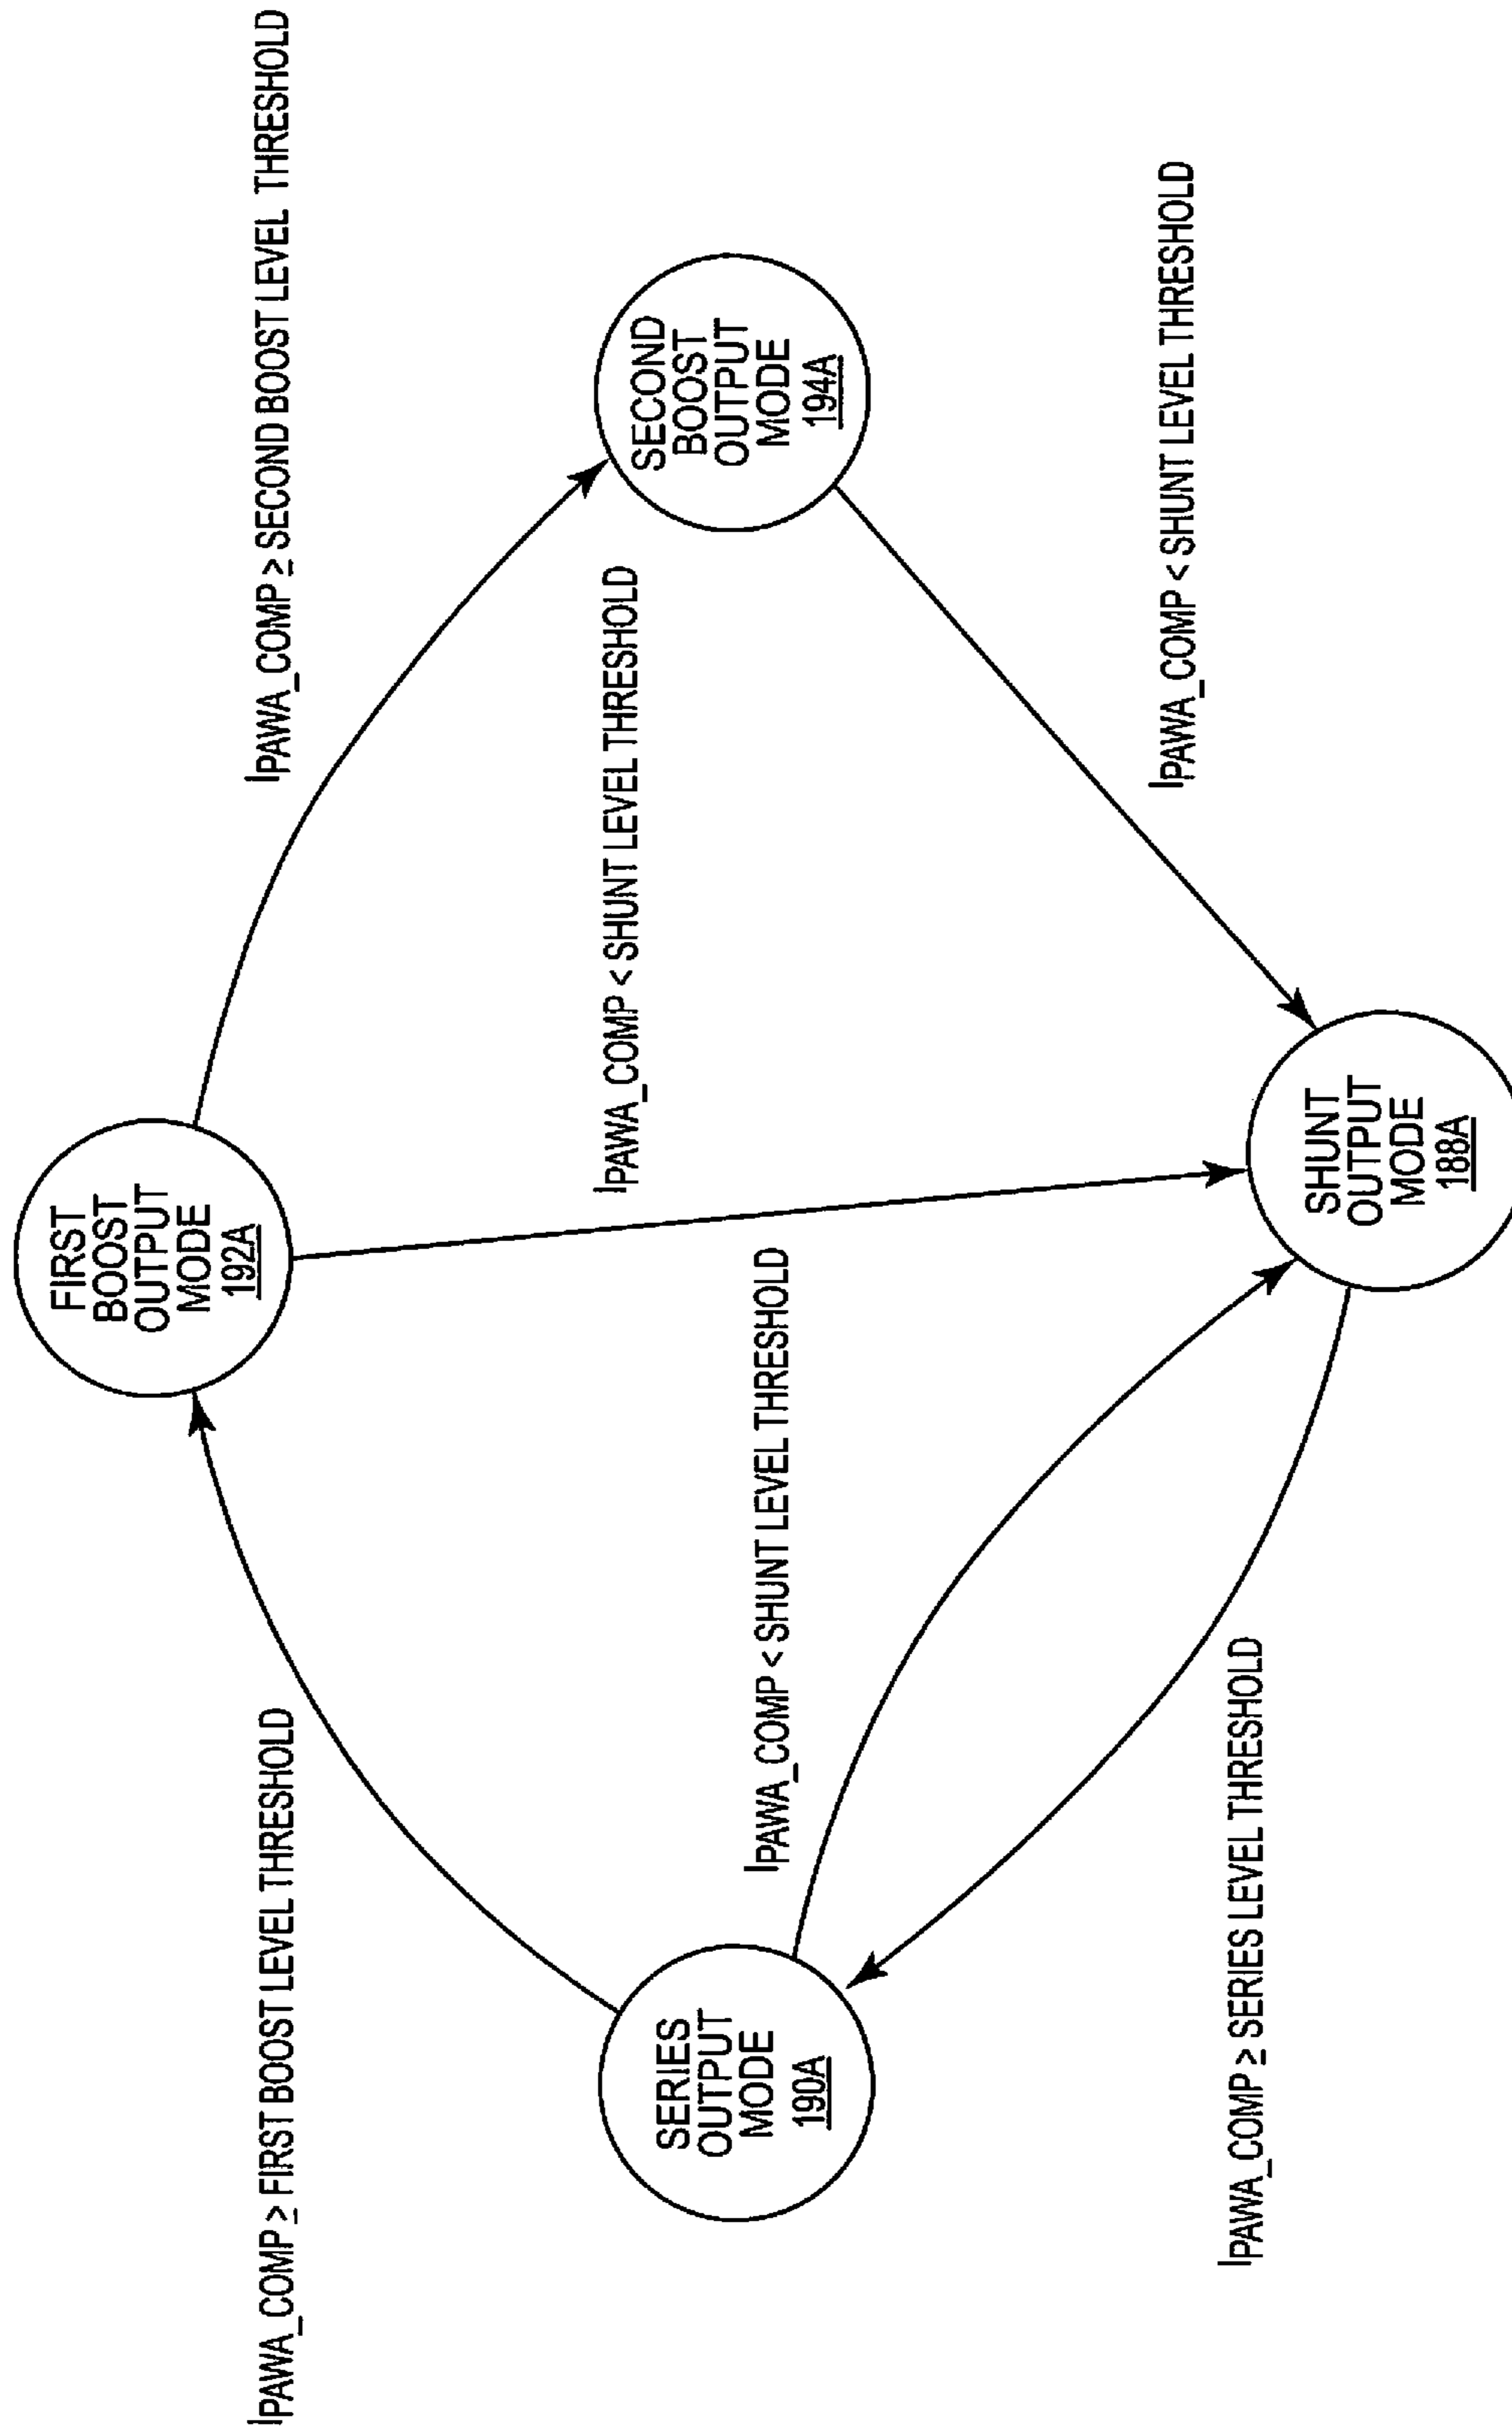 FIRST
BOOST
OUTPUT
MODE
192A
IPAWA_COMP ≥ FIRST BOOST LEVEL THRESHOLD
IPAWA_COMP ≥ SECOND BOOST LEVEL THRESHOLD
SERIES
OUTPUT
MODE
190A
IPAWA_COMP < SHUNT LEVEL THRESHOLD
IPAWA_COMP < SHUNT LEVEL THRESHOLD
SECOND
BOOST
OUTPUT
MODE
194A
IPAWA_COMP ≥ SERIES LEVEL THRESHOLD
SHUNT
OUTPUT
MODE
188A
IPAWA_COMP < SHUNT LEVEL THRESHOLD